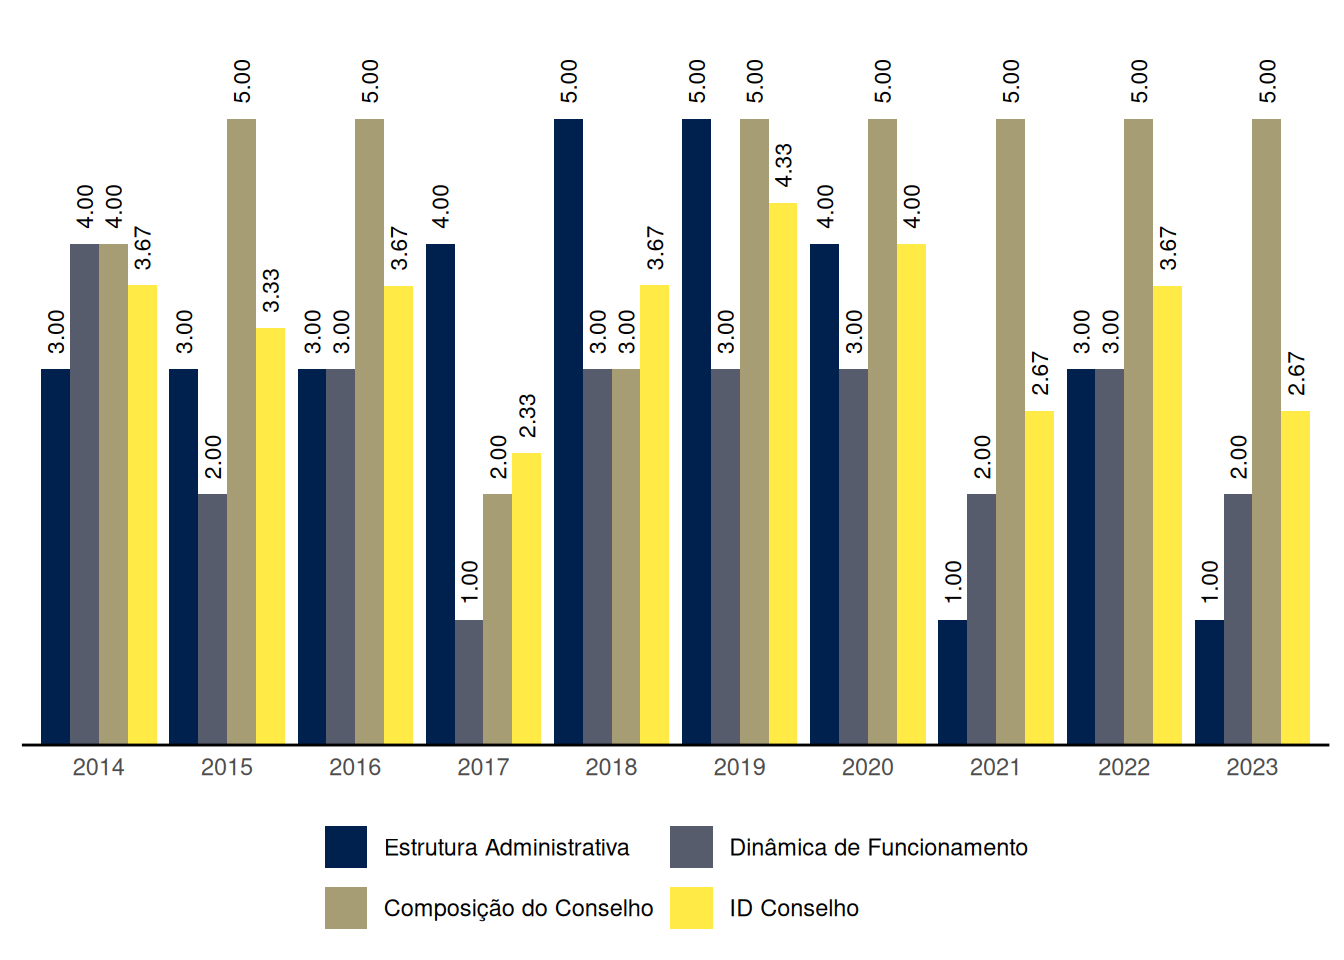 3.00 4.00 4.00 3.67 3.00 2.00 5.00 3.33 3.00 3.00 5.00 3.67 4.00 1.00 2.00 2.33 5.00 3.00 3.00 3.67 5.00 3.00 5.00 4.33 4.00 3.00 5.00 4.00 1.00 2.00 5.00 2.67 3.00 3.00 5.00 3.67 1.00 2.00 5.00 2.67
2014 2015 2016 2017 2018 2019 2020 2021 2022 2023
Estrutura Administrativa Dinâmica de Funcionamento
Composição do Conselho ID Conselho